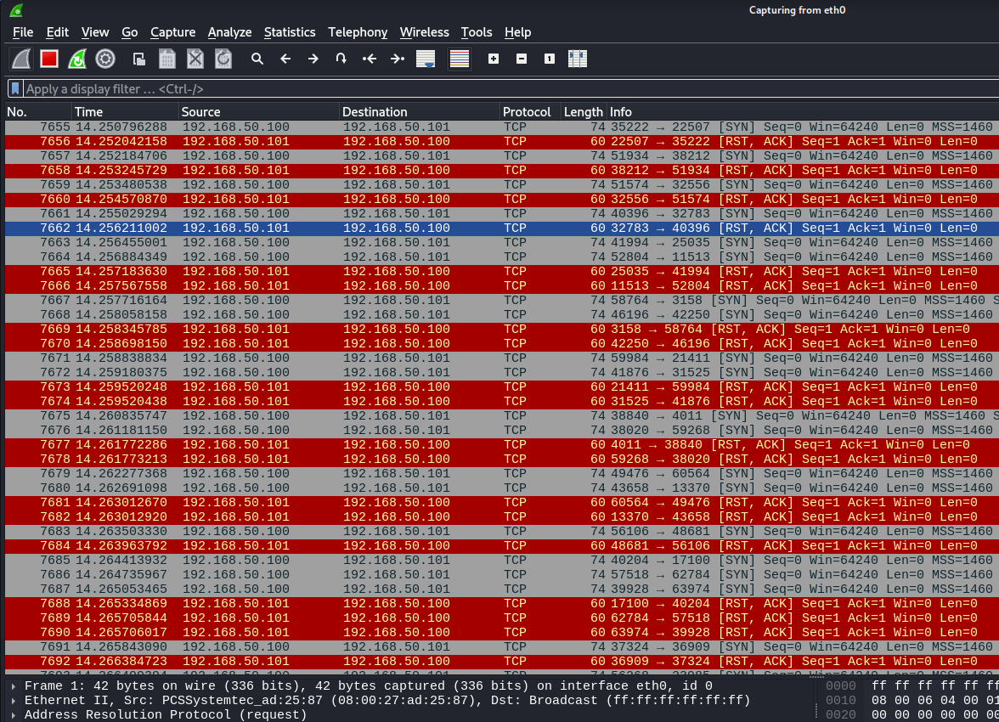 Capturing from eth0
File Edit View Go Capture Analyze Statistics Telephony Wireless Tools Help
Apply a display filter … <Ctrl-/>
No. Time Source Destination Protocol Length Info
7655 14.250796288 192.168.50.100 192.168.50.101 TCP 74 35222 → 22507 [SYN] Seq=0 Win=64240 Len=0 MSS=1460
7656 14.252042158 192.168.50.101 192.168.50.100 TCP 60 22507 → 35222 [RST, ACK] Seq=1 Ack=1 Win=0 Len=0
7657 14.252184706 192.168.50.100 192.168.50.101 TCP 74 51934 → 38212 [SYN] Seq=0 Win=64240 Len=0 MSS=1460
7658 14.253245729 192.168.50.101 192.168.50.100 TCP 60 38212 → 51934 [RST, ACK] Seq=1 Ack=1 Win=0 Len=0
7659 14.253480538 192.168.50.100 192.168.50.101 TCP 74 51574 → 32556 [SYN] Seq=0 Win=64240 Len=0 MSS=1460
7660 14.254570870 192.168.50.101 192.168.50.100 TCP 60 32556 → 51574 [RST, ACK] Seq=1 Ack=1 Win=0 Len=0
7661 14.255029294 192.168.50.100 192.168.50.101 TCP 74 40396 → 32783 [SYN] Seq=0 Win=64240 Len=0 MSS=1460
7662 14.256211002 192.168.50.101 192.168.50.100 TCP 60 32783 → 40396 [RST, ACK] Seq=1 Ack=1 Win=0 Len=0
7663 14.256455001 192.168.50.100 192.168.50.101 TCP 74 41994 → 25035 [SYN] Seq=0 Win=64240 Len=0 MSS=1460
7664 14.256884349 192.168.50.100 192.168.50.101 TCP 74 52804 → 11513 [SYN] Seq=0 Win=64240 Len=0 MSS=1460
7665 14.257183630 192.168.50.101 192.168.50.100 TCP 60 25035 → 41994 [RST, ACK] Seq=1 Ack=1 Win=0 Len=0
7666 14.257567558 192.168.50.101 192.168.50.100 TCP 60 11513 → 52804 [RST, ACK] Seq=1 Ack=1 Win=0 Len=0
7667 14.257716164 192.168.50.100 192.168.50.101 TCP 74 58764 → 3158 [SYN] Seq=0 Win=64240 Len=0 MSS=1460 S
7668 14.258058158 192.168.50.100 192.168.50.101 TCP 74 46196 → 42250 [SYN] Seq=0 Win=64240 Len=0 MSS=1460
7669 14.258345785 192.168.50.101 192.168.50.100 TCP 60 3158 → 58764 [RST, ACK] Seq=1 Ack=1 Win=0 Len=0
7670 14.258698150 192.168.50.101 192.168.50.100 TCP 60 42250 → 46196 [RST, ACK] Seq=1 Ack=1 Win=0 Len=0
7671 14.258838834 192.168.50.100 192.168.50.101 TCP 74 59984 → 21411 [SYN] Seq=0 Win=64240 Len=0 MSS=1460
7672 14.259180375 192.168.50.100 192.168.50.101 TCP 74 41876 → 31525 [SYN] Seq=0 Win=64240 Len=0 MSS=1460
7673 14.259520248 192.168.50.101 192.168.50.100 TCP 60 21411 → 59984 [RST, ACK] Seq=1 Ack=1 Win=0 Len=0
7674 14.259520438 192.168.50.101 192.168.50.100 TCP 60 31525 → 41876 [RST, ACK] Seq=1 Ack=1 Win=0 Len=0
7675 14.260835747 192.168.50.100 192.168.50.101 TCP 74 38840 → 4011 [SYN] Seq=0 Win=64240 Len=0 MSS=1460 S
7676 14.261181150 192.168.50.100 192.168.50.101 TCP 74 38020 → 59268 [SYN] Seq=0 Win=64240 Len=0 MSS=1460
7677 14.261772286 192.168.50.101 192.168.50.100 TCP 60 4011 → 38840 [RST, ACK] Seq=1 Ack=1 Win=0 Len=0
7678 14.261773213 192.168.50.101 192.168.50.100 TCP 60 59268 → 38020 [RST, ACK] Seq=1 Ack=1 Win=0 Len=0
7679 14.262277368 192.168.50.100 192.168.50.101 TCP 74 49476 → 60564 [SYN] Seq=0 Win=64240 Len=0 MSS=1460
7680 14.262691098 192.168.50.100 192.168.50.101 TCP 74 43658 → 13370 [SYN] Seq=0 Win=64240 Len=0 MSS=1460
7681 14.263012670 192.168.50.101 192.168.50.100 TCP 60 60564 → 49476 [RST, ACK] Seq=1 Ack=1 Win=0 Len=0
7682 14.263012920 192.168.50.101 192.168.50.100 TCP 60 13370 → 43658 [RST, ACK] Seq=1 Ack=1 Win=0 Len=0
7683 14.263503330 192.168.50.100 192.168.50.101 TCP 74 56106 → 48681 [SYN] Seq=0 Win=64240 Len=0 MSS=1460
7684 14.263963792 192.168.50.101 192.168.50.100 TCP 60 48681 → 56106 [RST, ACK] Seq=1 Ack=1 Win=0 Len=0
7685 14.264413932 192.168.50.100 192.168.50.101 TCP 74 40204 → 17100 [SYN] Seq=0 Win=64240 Len=0 MSS=1460
7686 14.264735967 192.168.50.100 192.168.50.101 TCP 74 57518 → 62784 [SYN] Seq=0 Win=64240 Len=0 MSS=1460
7687 14.265053465 192.168.50.100 192.168.50.101 TCP 74 39928 → 63974 [SYN] Seq=0 Win=64240 Len=0 MSS=1460
7688 14.265334869 192.168.50.101 192.168.50.100 TCP 60 17100 → 40204 [RST, ACK] Seq=1 Ack=1 Win=0 Len=0
7689 14.265705844 192.168.50.101 192.168.50.100 TCP 60 62784 → 57518 [RST, ACK] Seq=1 Ack=1 Win=0 Len=0
7690 14.265706017 192.168.50.101 192.168.50.100 TCP 60 63974 → 39928 [RST, ACK] Seq=1 Ack=1 Win=0 Len=0
7691 14.265843090 192.168.50.100 192.168.50.101 TCP 74 37324 → 36909 [SYN] Seq=0 Win=64240 Len=0 MSS=1460
7692 14.266384723 192.168.50.101 192.168.50.100 TCP 60 36909 → 37324 [RST, ACK] Seq=1 Ack=1 Win=0 Len=0
Frame 1: 42 bytes on wire (336 bits), 42 bytes captured (336 bits) on interface eth0, id 0
Ethernet II, Src: PCSSystemtec_ad:25:87 (08:00:27:ad:25:87), Dst: Broadcast (ff:ff:ff:ff:ff:ff)
Address Resolution Protocol (request)
0000 ff ff ff ff ff ff
0010 08 00 06 04 00 01
0020 00 00 00 00 00